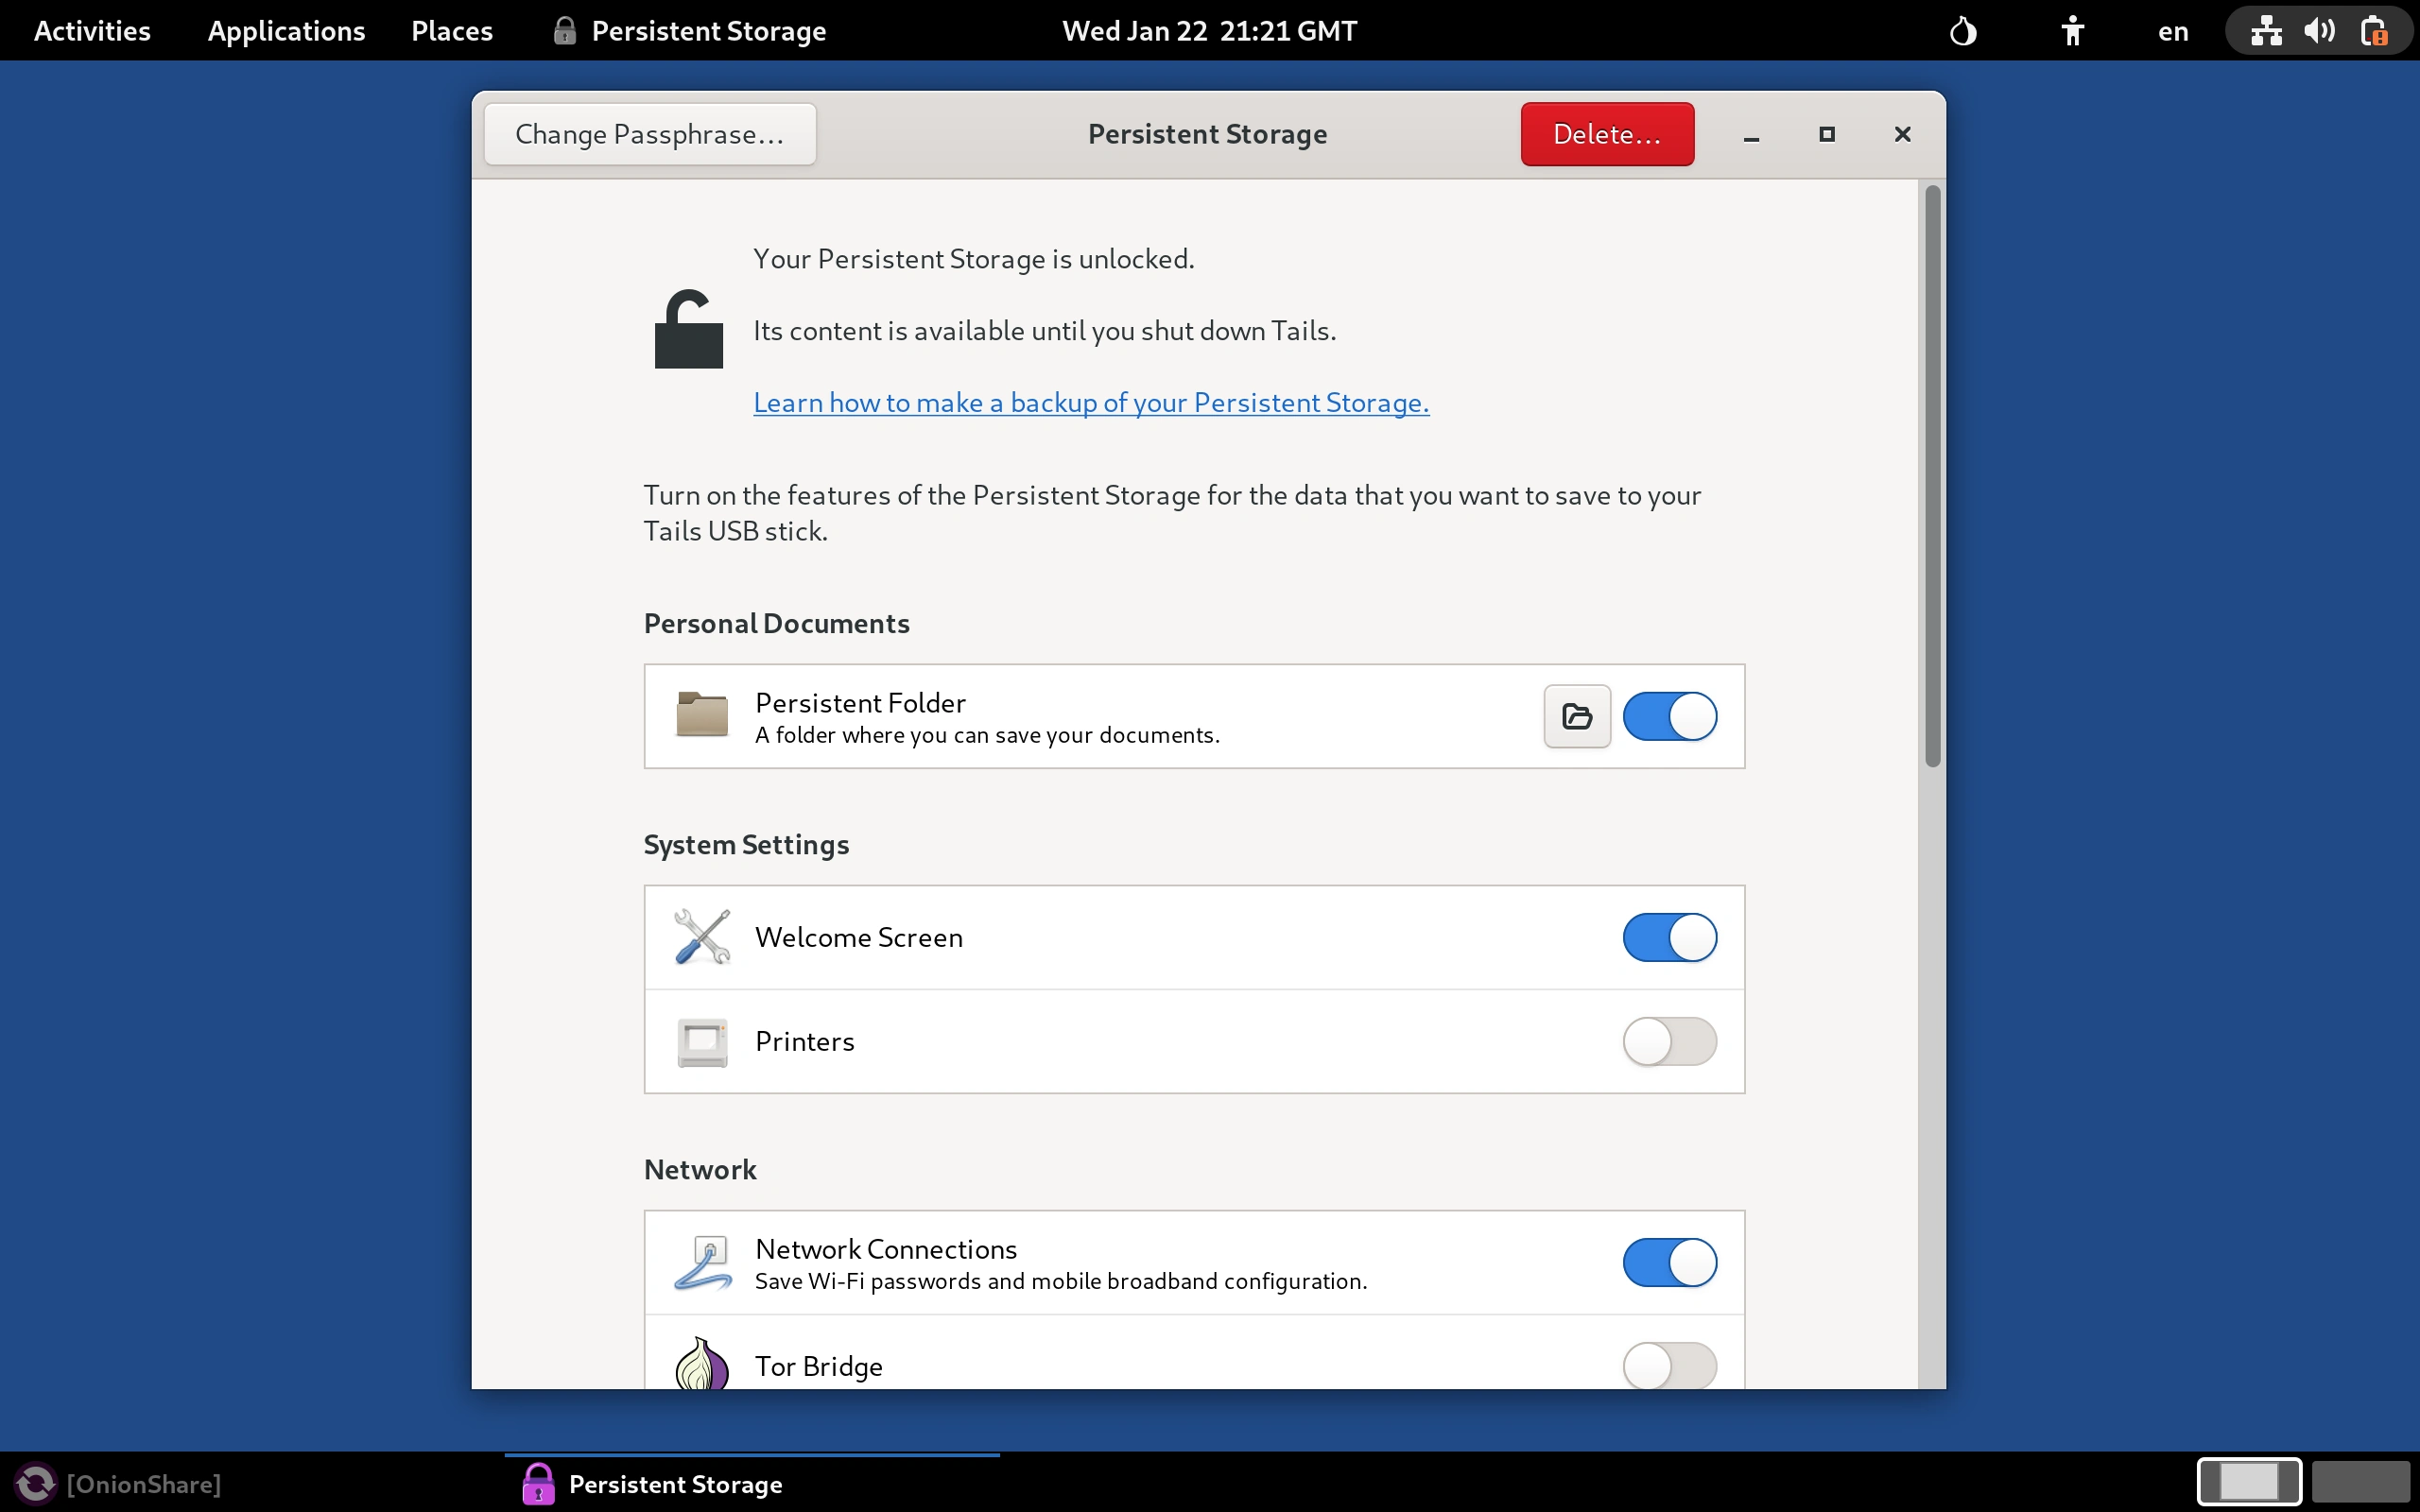 Activities
Applications
Places
Persistent Storage
Wed Jan 22 21:21 GMT
en
Change Passphrase…
Persistent Storage
Delete…
Your Persistent Storage is unlocked.
Its content is available until you shut down Tails.
Learn how to make a backup of your Persistent Storage.
Turn on the features of the Persistent Storage for the data that you want to save to your
Tails USB stick.
Personal Documents
Persistent Folder
A folder where you can save your documents.
System Settings
Welcome Screen
Printers
Network
Network Connections
Save Wi-Fi passwords and mobile broadband configuration.
Tor Bridge
[OnionShare]
Persistent Storage